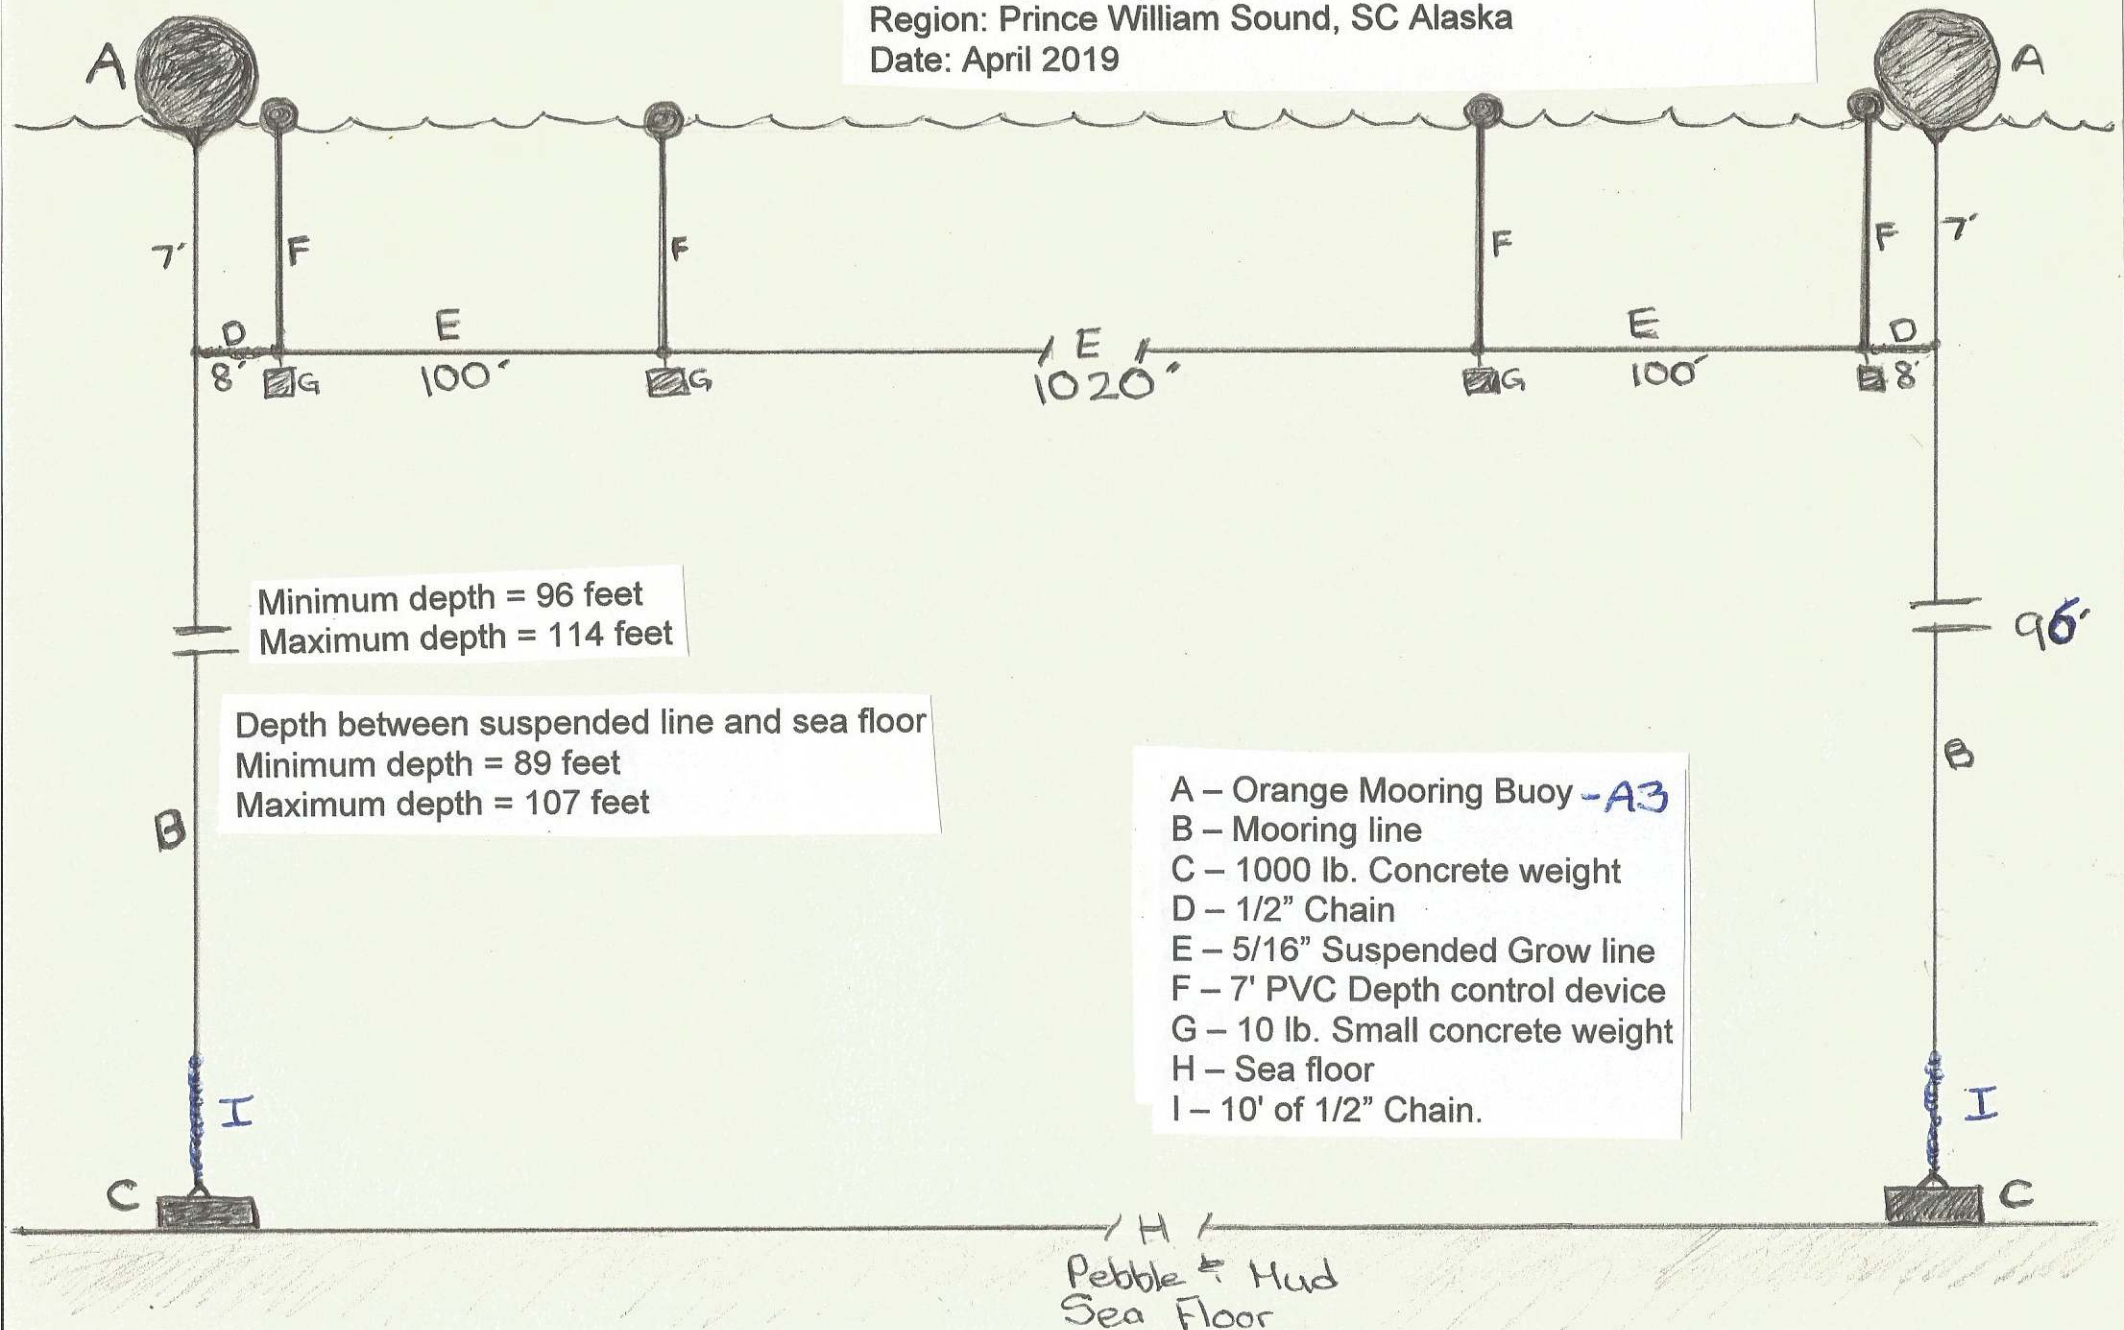 Region: Prince William Sound, SC Alaska
Date: April 2019
A
A
7'
F
F
F
F
7'
D
E
E
E
D
8'
G
100'
G
1020'
G
100'
8'
Minimum depth = 96 feet
Maximum depth = 114 feet
96'
Depth between suspended line and sea floor
Minimum depth = 89 feet
Maximum depth = 107 feet
B
B
A – Orange Mooring Buoy - A3
B – Mooring line
C – 1000 lb. Concrete weight
D – 1/2” Chain
E – 5/16” Suspended Grow line
F – 7' PVC Depth control device
G – 10 lb. Small concrete weight
H – Sea floor
I – 10' of 1/2” Chain.
I
I
C
C
H
Pebble & Mud
Sea Floor